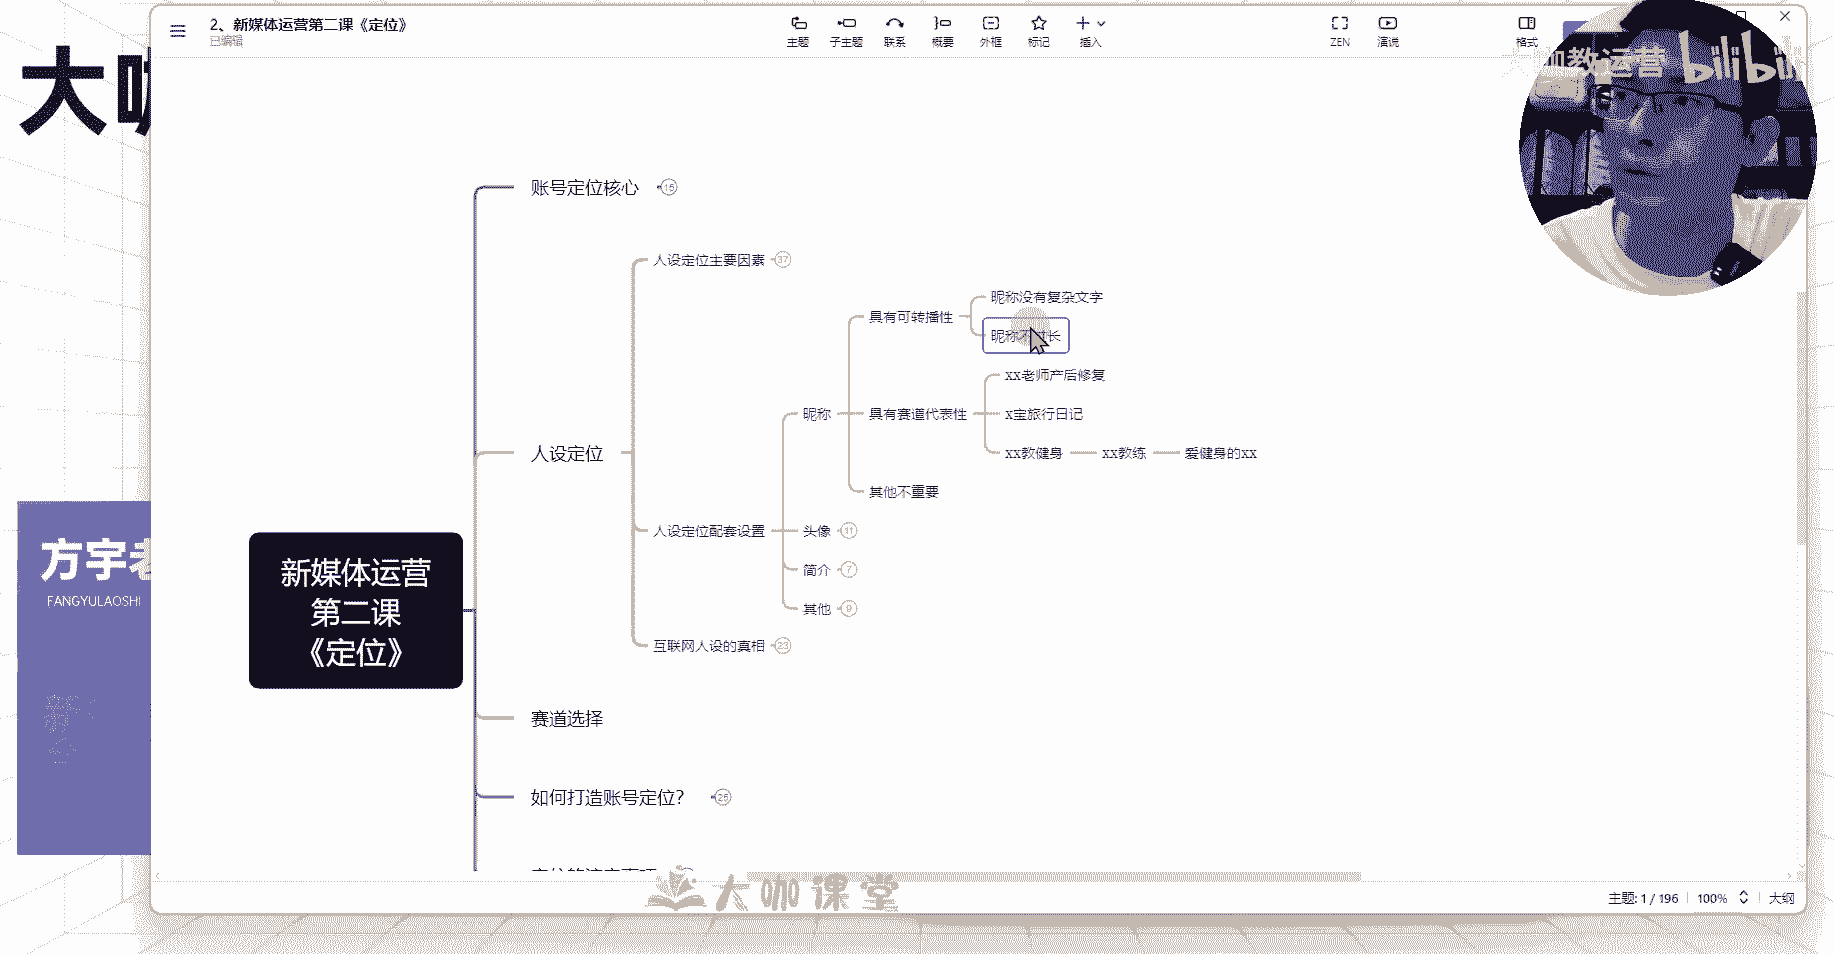 2、新媒体运营第二课《定位》
已编辑
主题
子主题
联系
概要
外框
标记
插入
ZEN
演说
格式
咖教运营 bilibili
大
账号定位核心 15
人设定位主要因素 37
昵称没有复杂文字
具有可转播性
昵称不
长
xx老师产后修复
昵称
具有赛道代表性
x宝旅行日记
人设定位
xx教健身
xx教练
爱健身的xx
其他不重要
人设定位配套设置
头像 11
简介 7
其他 9
互联网人设的真相 23
新媒体运营
第二课
《定位》
赛道选择
如何打造账号定位? 25
方宇老
FANGYULAOSHI
大咖课堂
主题: 1 / 196
100%
大纲